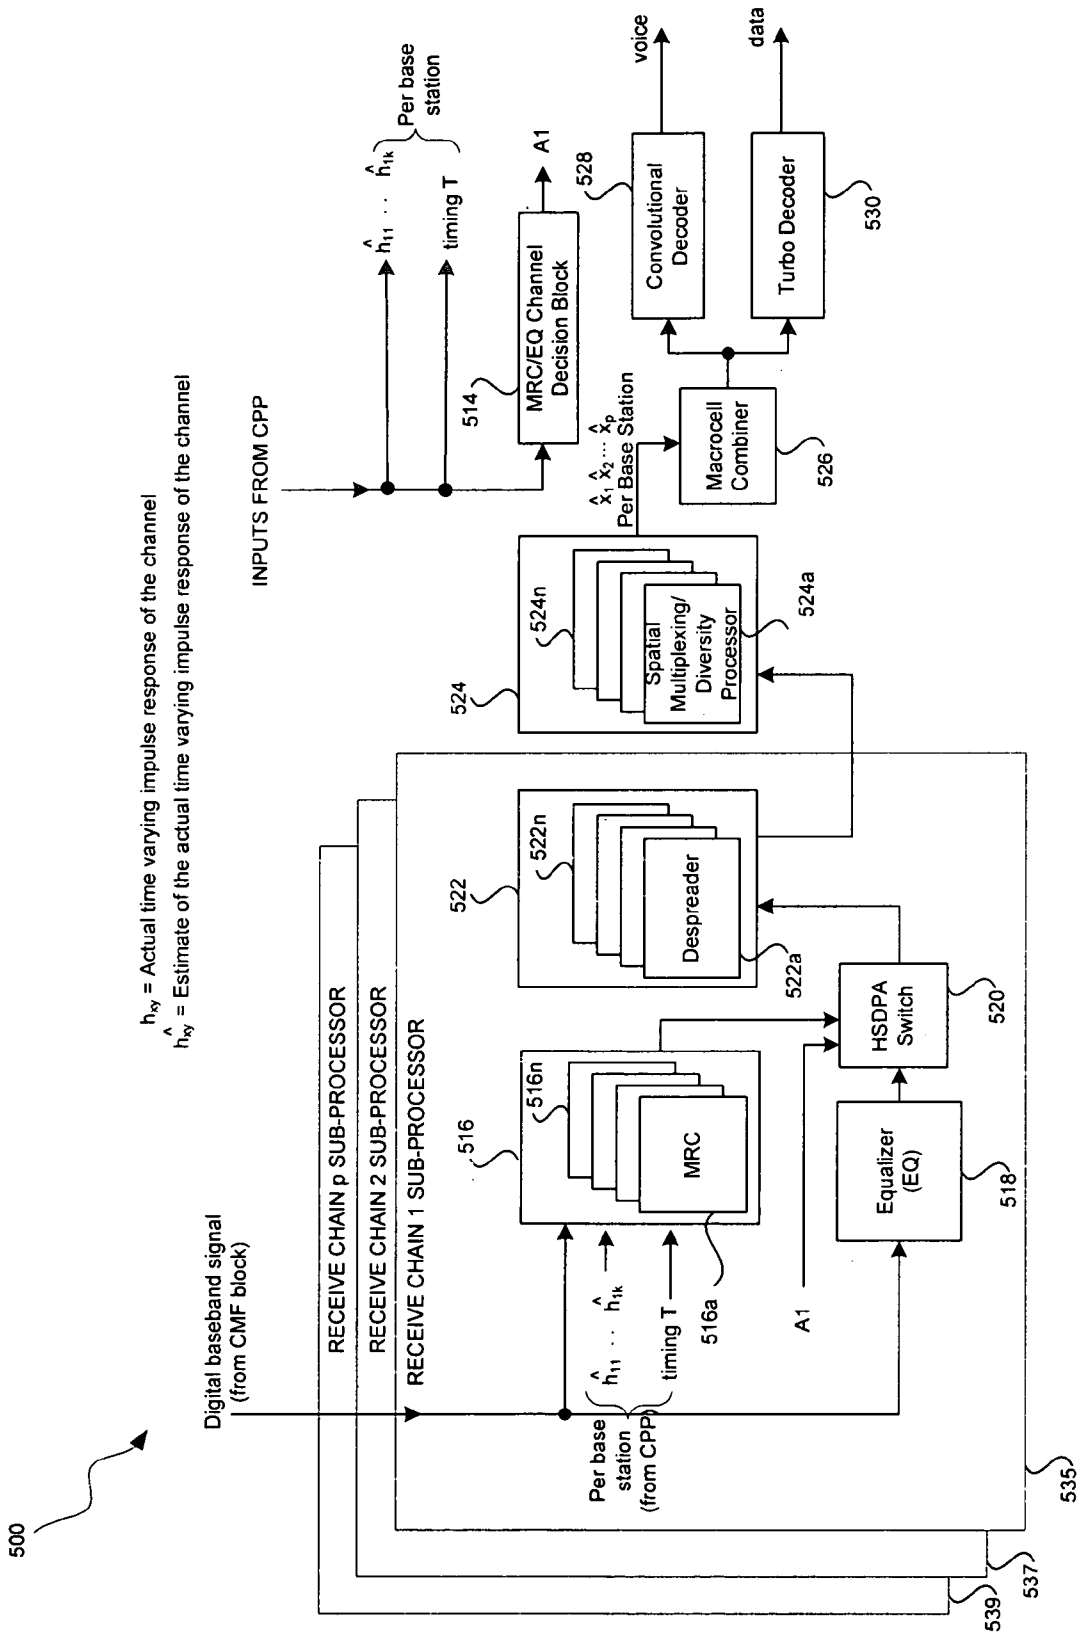 500
h_xy = Actual time varying impulse response of the channel
ĥ_xy = Estimate of the actual time varying impulse response of the channel
Digital baseband signal
(from CMF block)
INPUTS FROM CPP
RECEIVE CHAIN p SUB-PROCESSOR
RECEIVE CHAIN 2 SUB-PROCESSOR
RECEIVE CHAIN 1 SUB-PROCESSOR
ĥ₁₁ ·· ĥ₁ₖ
timing T
Per base
station
514
MRC/EQ Channel
Decision Block
A1
516
516n
MRC
516a
ĥ₁₁ ··· ĥ₁ₖ
timing T
Per base
station
(from CPP)
522
522n
Despreader
522a
524
524n
Spatial
Multiplexing/
Diversity
Processor
524a
x̂₁ x̂₂ ··· x̂ₚ
Per Base Station
Macrocell
Combiner
526
528
Convolutional
Decoder
voice
Turbo Decoder
530
data
A1
Equalizer
(EQ)
518
HSDPA
Switch
520
535
537
539